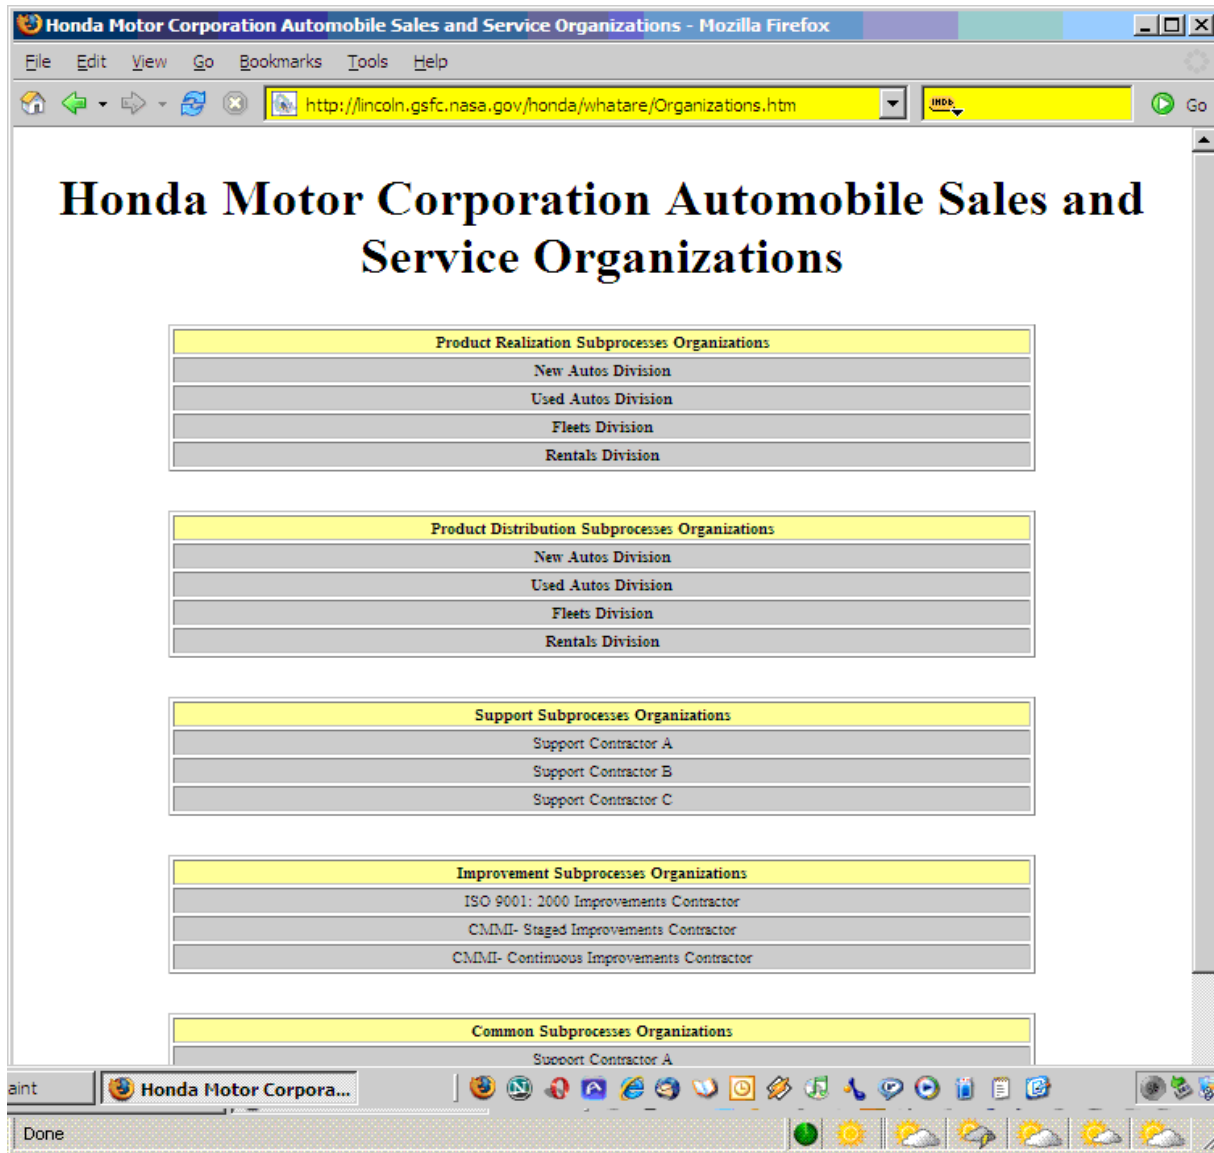 Honda Motor Corporation Automobile Sales and Service Organizations - Mozilla Firefox
File Edit View Go Bookmarks Tools Help
http://lincoln.gsfc.nasa.gov/honda/whatare/Organizations.htm IMDb Go
Honda Motor Corporation Automobile Sales and
Service Organizations
Product Realization Subprocesses Organizations
New Autos Division
Used Autos Division
Fleets Division
Rentals Division
Product Distribution Subprocesses Organizations
New Autos Division
Used Autos Division
Fleets Division
Rentals Division
Support Subprocesses Organizations
Support Contractor A
Support Contractor B
Support Contractor C
Improvement Subprocesses Organizations
ISO 9001: 2000 Improvements Contractor
CMMI- Staged Improvements Contractor
CMMI- Continuous Improvements Contractor
Common Subprocesses Organizations
Support Contractor A
aint Honda Motor Corpora...
Done